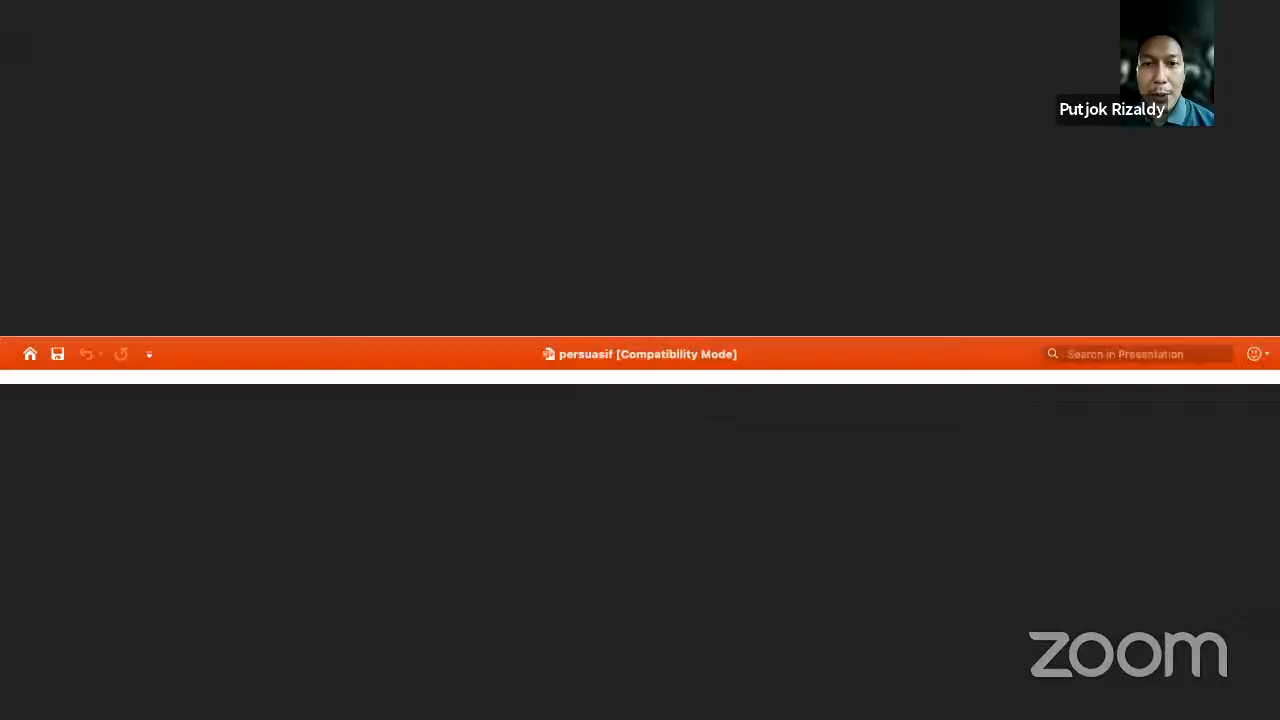 Putjok Rizaldy
persuasif [Compatibility Mode]
Search in Presentation
zoom